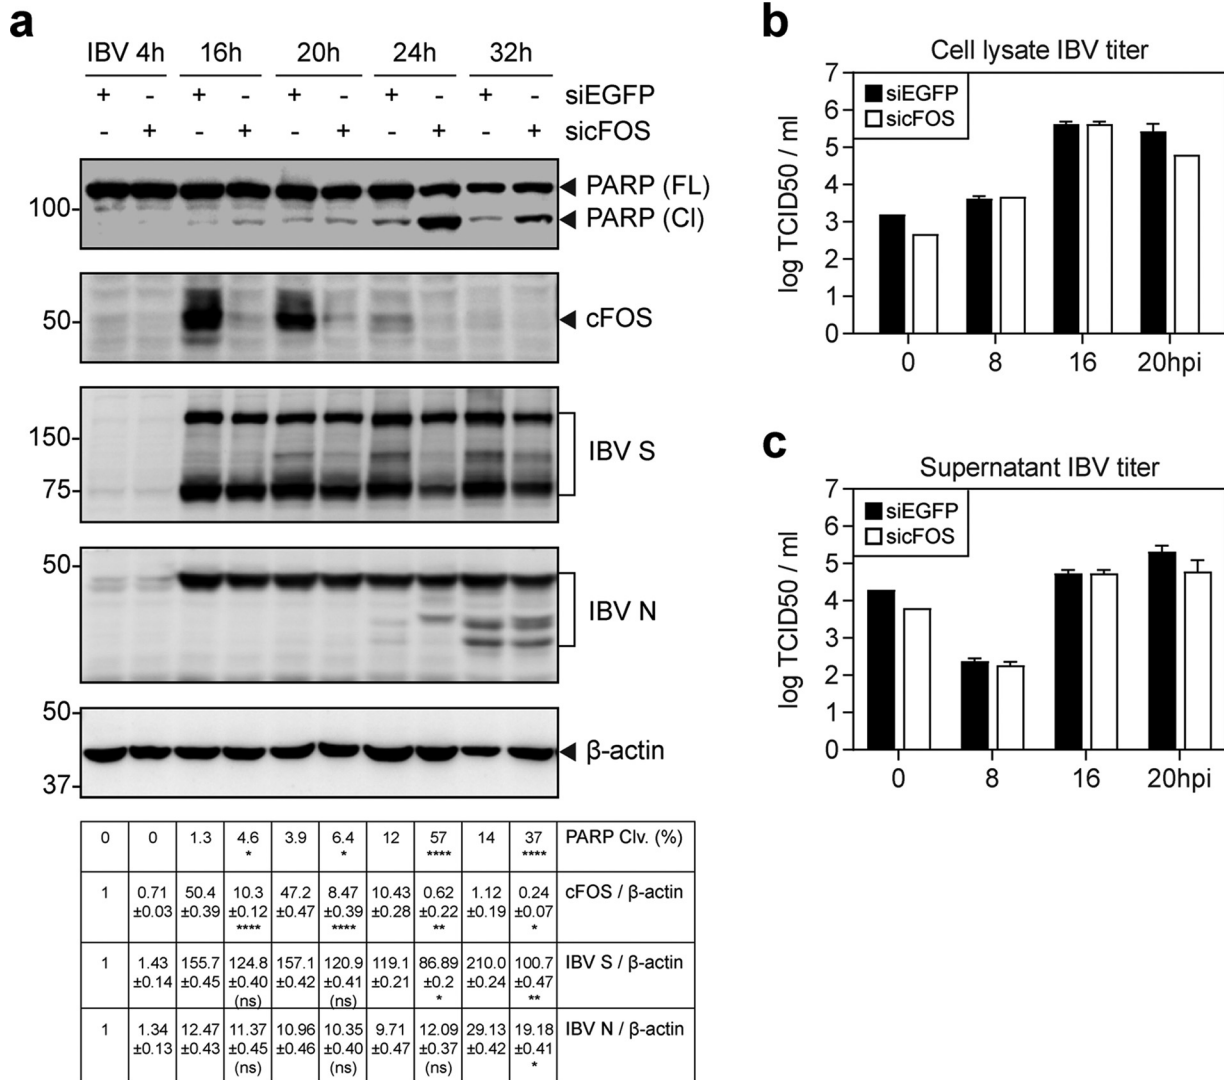 a
IBV 4h 16h 20h 24h 32h
+ - + - + - + - + - siEGFP
- + - + - + - + - + sicFOS
PARP (FL)
100
PARP (Cl)
50
cFOS
150
IBV S
75
50
IBV N
50
β-actin
37
0 0 1.3 4.6 3.9 6.4 12 57 14 37 PARP Clv. (%)
* * **** ****
1 0.71 50.4 10.3 47.2 8.47 10.43 0.62 1.12 0.24 cFOS / β-actin
±0.03 ±0.39 ±0.12 ±0.47 ±0.39 ±0.28 ±0.22 ±0.19 ±0.07
**** **** ** *
1 1.43 155.7 124.8 157.1 120.9 119.1 86.89 210.0 100.7 IBV S / β-actin
±0.14 ±0.45 ±0.40 ±0.42 ±0.41 ±0.21 ±0.2 ±0.24 ±0.47
(ns) (ns) * **
1 1.34 12.47 11.37 10.96 10.35 9.71 12.09 29.13 19.18 IBV N / β-actin
±0.13 ±0.43 ±0.45 ±0.46 ±0.40 ±0.47 ±0.37 ±0.42 ±0.41
(ns) (ns) (ns) *
b
Cell lysate IBV titer
siEGFP
sicFOS
log TCID50 / ml
7
6
5
4
3
2
1
0
0 8 16 20hpi
c
Supernatant IBV titer
siEGFP
sicFOS
log TCID50 / ml
7
6
5
4
3
2
1
0
0 8 16 20hpi